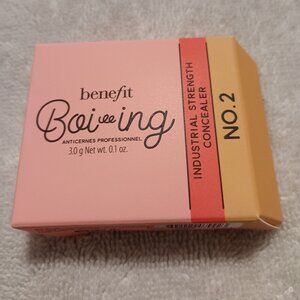 benefit
Boi-ing
ANTICERNES PROFESSIONNEL
3.0 g Net wt. 0.1 oz.
INDUSTRIAL STRENGTH
CONCEALER
NO. 2